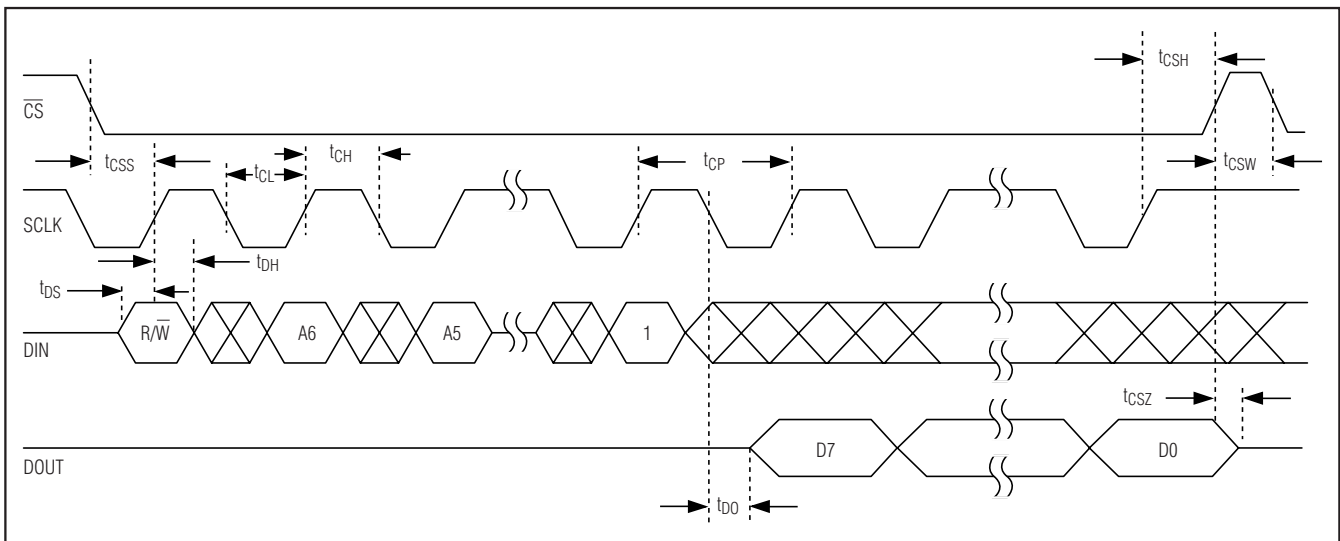 tCSH
CS
tCSS
tCL
tCH
tCP
tCSW
SCLK
tDH
tDS
R/W
A6
A5
1
DIN
tCSZ
D7
D0
DOUT
tDO